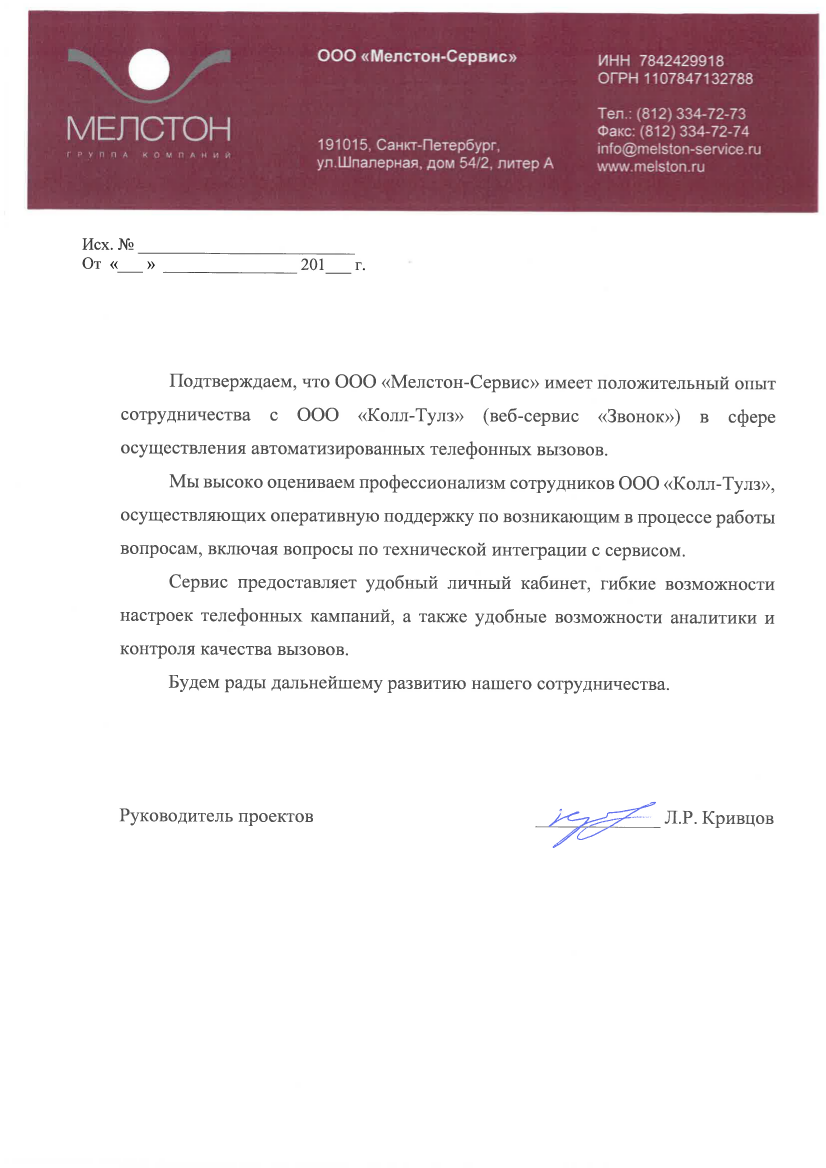 МЕЛСТОН
ГРУППА КОМПАНИЙ
ООО «Мелстон-Сервис»
191015, Санкт-Петербург,
ул.Шпалерная, дом 54/2, литер А
ИНН 7842429918
ОГРН 1107847132788
Тел.: (812) 334-72-73
Факс: (812) 334-72-74
info@melston-service.ru
www.melston.ru
Исх. № ________________________
От «___» _______________ 201___ г.
Подтверждаем, что ООО «Мелстон-Сервис» имеет положительный опыт
сотрудничества с ООО «Колл-Тулз» (веб-сервис «Звонок») в сфере
осуществления автоматизированных телефонных вызовов.
Мы высоко оцениваем профессионализм сотрудников ООО «Колл-Тулз»,
осуществляющих оперативную поддержку по возникающим в процессе работы
вопросам, включая вопросы по технической интеграции с сервисом.
Сервис предоставляет удобный личный кабинет, гибкие возможности
настроек телефонных кампаний, а также удобные возможности аналитики и
контроля качества вызовов.
Будем рады дальнейшему развитию нашего сотрудничества.
Руководитель проектов ______________ Л.Р. Кривцов